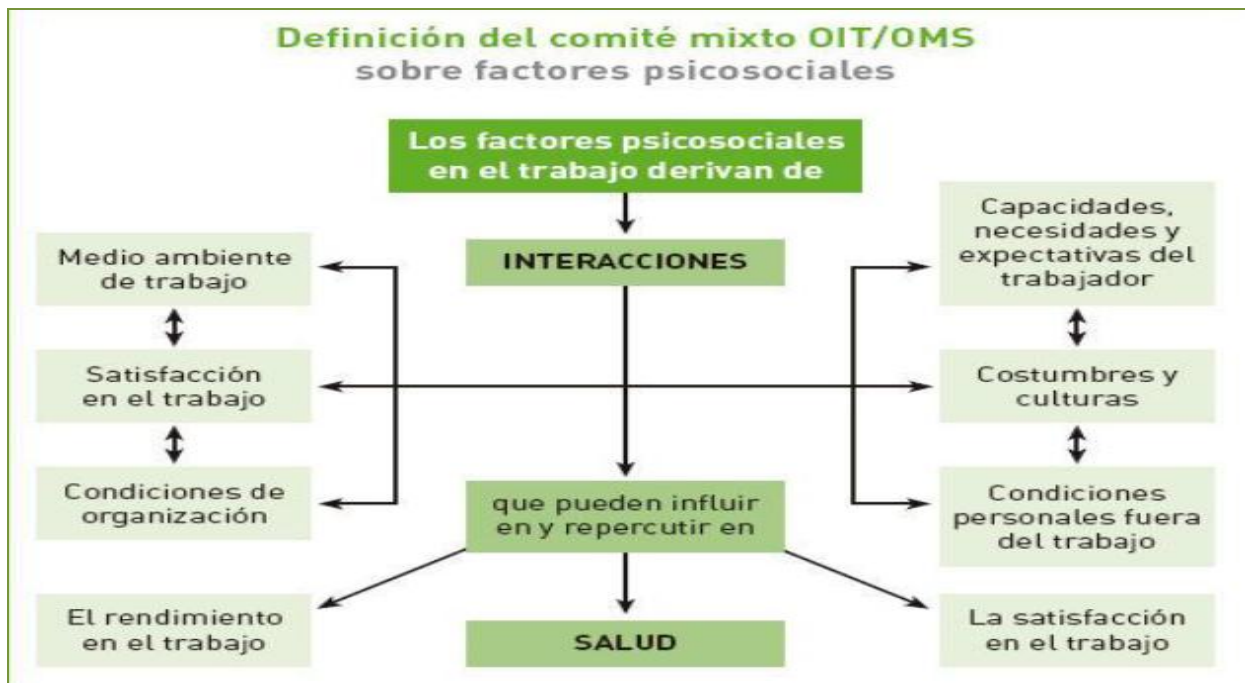 Definición del comité mixto OIT/OMS
sobre factores psicosociales
Los factores psicosociales
en el trabajo derivan de
INTERACCIONES
Medio ambiente
de trabajo
Satisfacción
en el trabajo
Condiciones de
organización
Capacidades,
necesidades y
expectativas del
trabajador
Costumbres y
culturas
Condiciones
personales fuera
del trabajo
que pueden influir
en y repercutir en
El rendimiento
en el trabajo
SALUD
La satisfacción
en el trabajo